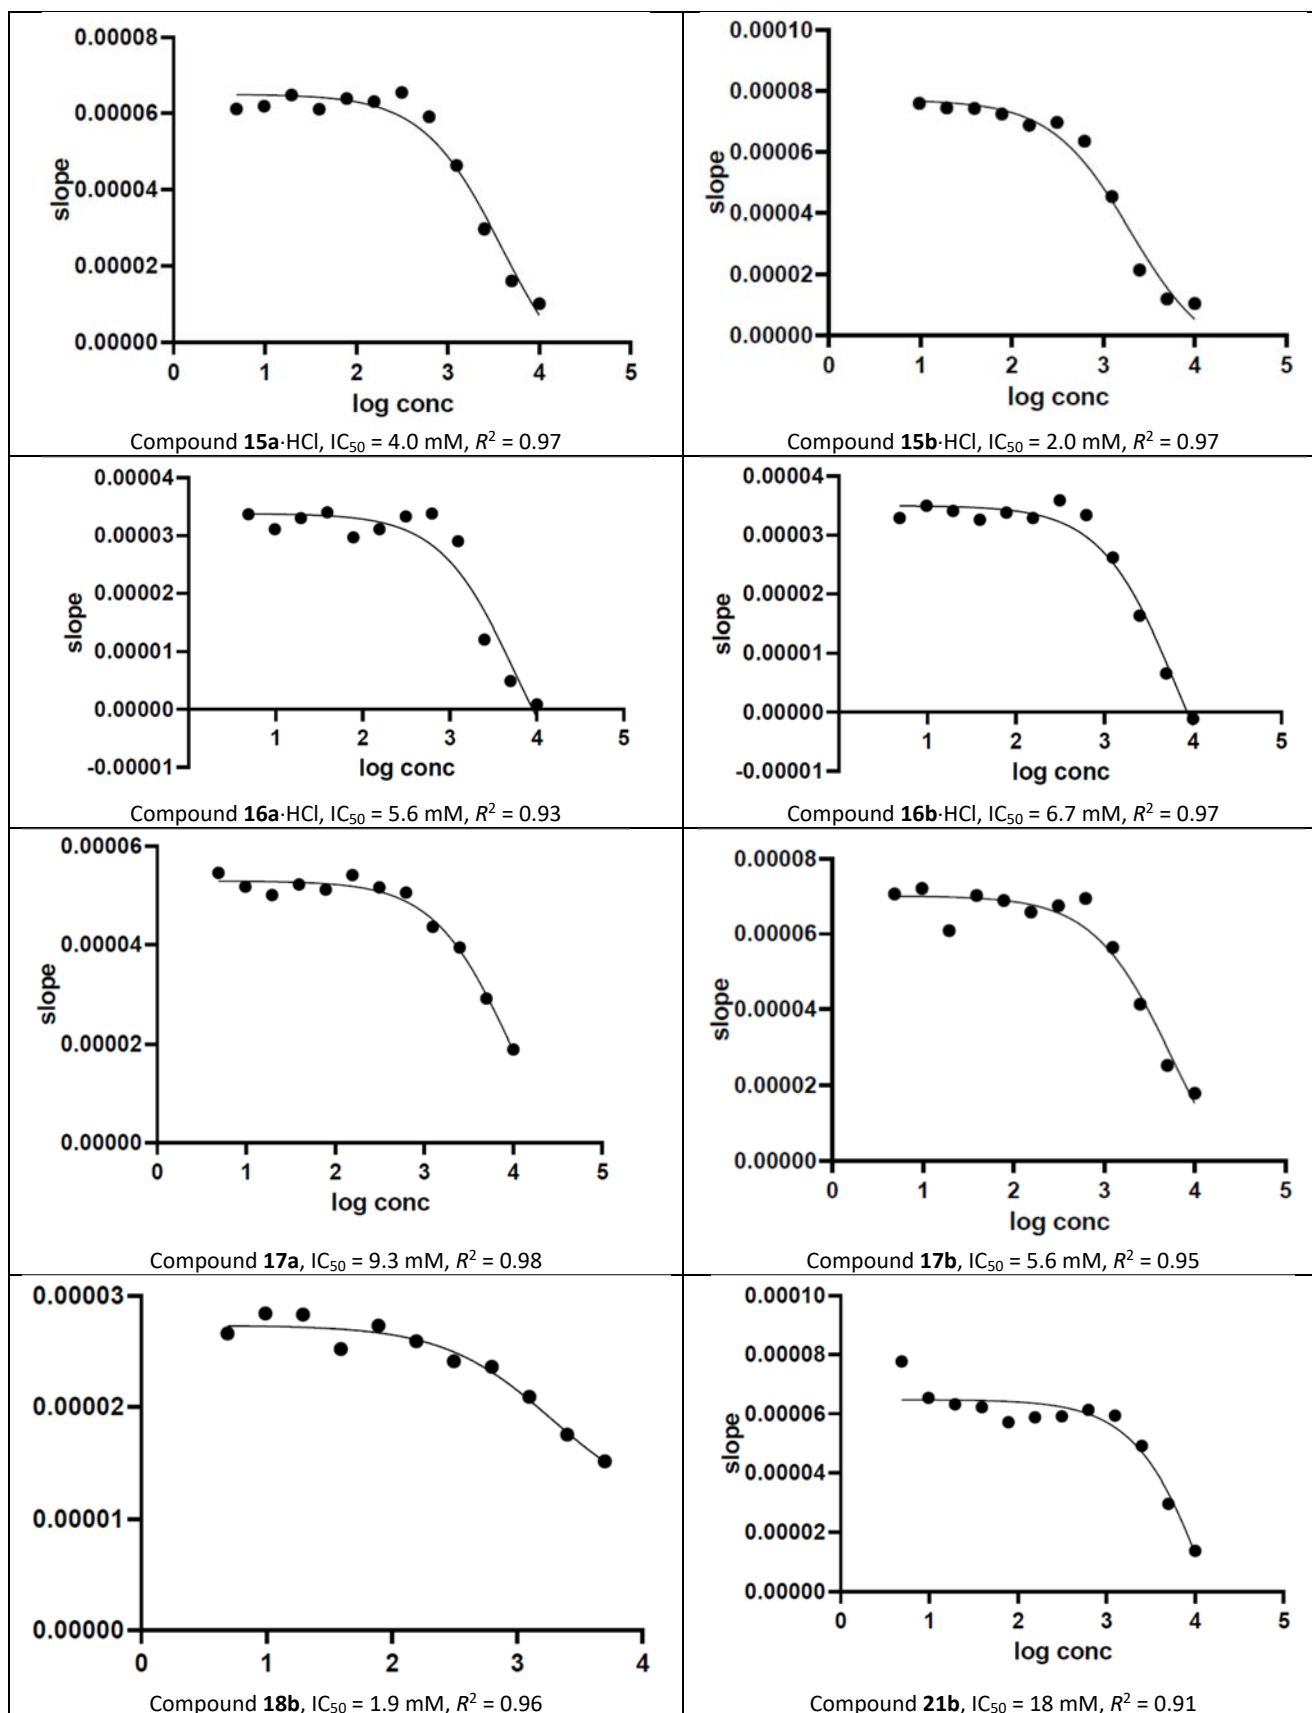 0.00008
0.00006
0.00004
0.00002
0.00000
slope
0 1 2 3 4 5
log conc
Compound 15a·HCl, IC50 = 4.0 mM, R2 = 0.97
0.00010
0.00008
0.00006
0.00004
0.00002
0.00000
slope
0 1 2 3 4 5
log conc
Compound 15b·HCl, IC50 = 2.0 mM, R2 = 0.97
0.00004
0.00003
0.00002
0.00001
0.00000
-0.00001
slope
1 2 3 4 5
log conc
Compound 16a·HCl, IC50 = 5.6 mM, R2 = 0.93
0.00004
0.00003
0.00002
0.00001
0.00000
-0.00001
slope
1 2 3 4 5
log conc
Compound 16b·HCl, IC50 = 6.7 mM, R2 = 0.97
0.00006
0.00004
0.00002
0.00000
slope
0 1 2 3 4 5
log conc
Compound 17a, IC50 = 9.3 mM, R2 = 0.98
0.00008
0.00006
0.00004
0.00002
0.00000
slope
0 1 2 3 4 5
log conc
Compound 17b, IC50 = 5.6 mM, R2 = 0.95
0.00003
0.00002
0.00001
0.00000
0 1 2 3 4
Compound 18b, IC50 = 1.9 mM, R2 = 0.96
0.00010
0.00008
0.00006
0.00004
0.00002
0.00000
slope
0 1 2 3 4 5
log conc
Compound 21b, IC50 = 18 mM, R2 = 0.91